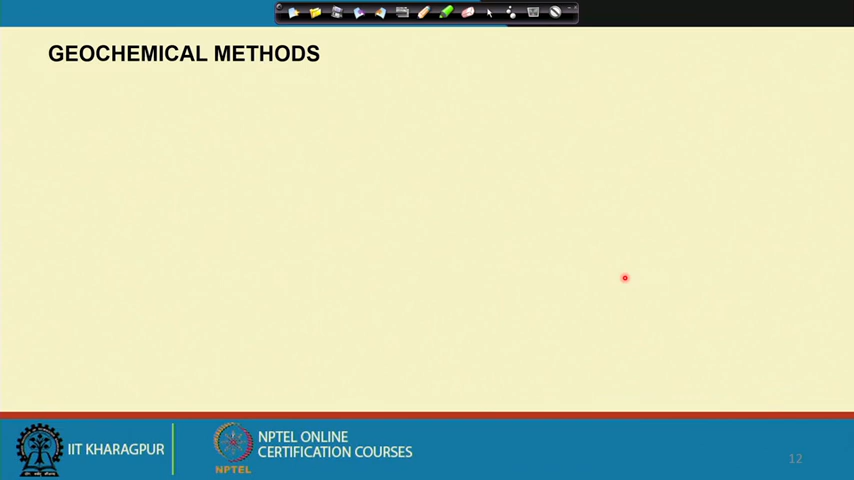 GEOCHEMICAL METHODS
IIT KHARAGPUR
NPTEL
NPTEL ONLINE
CERTIFICATION COURSES
12